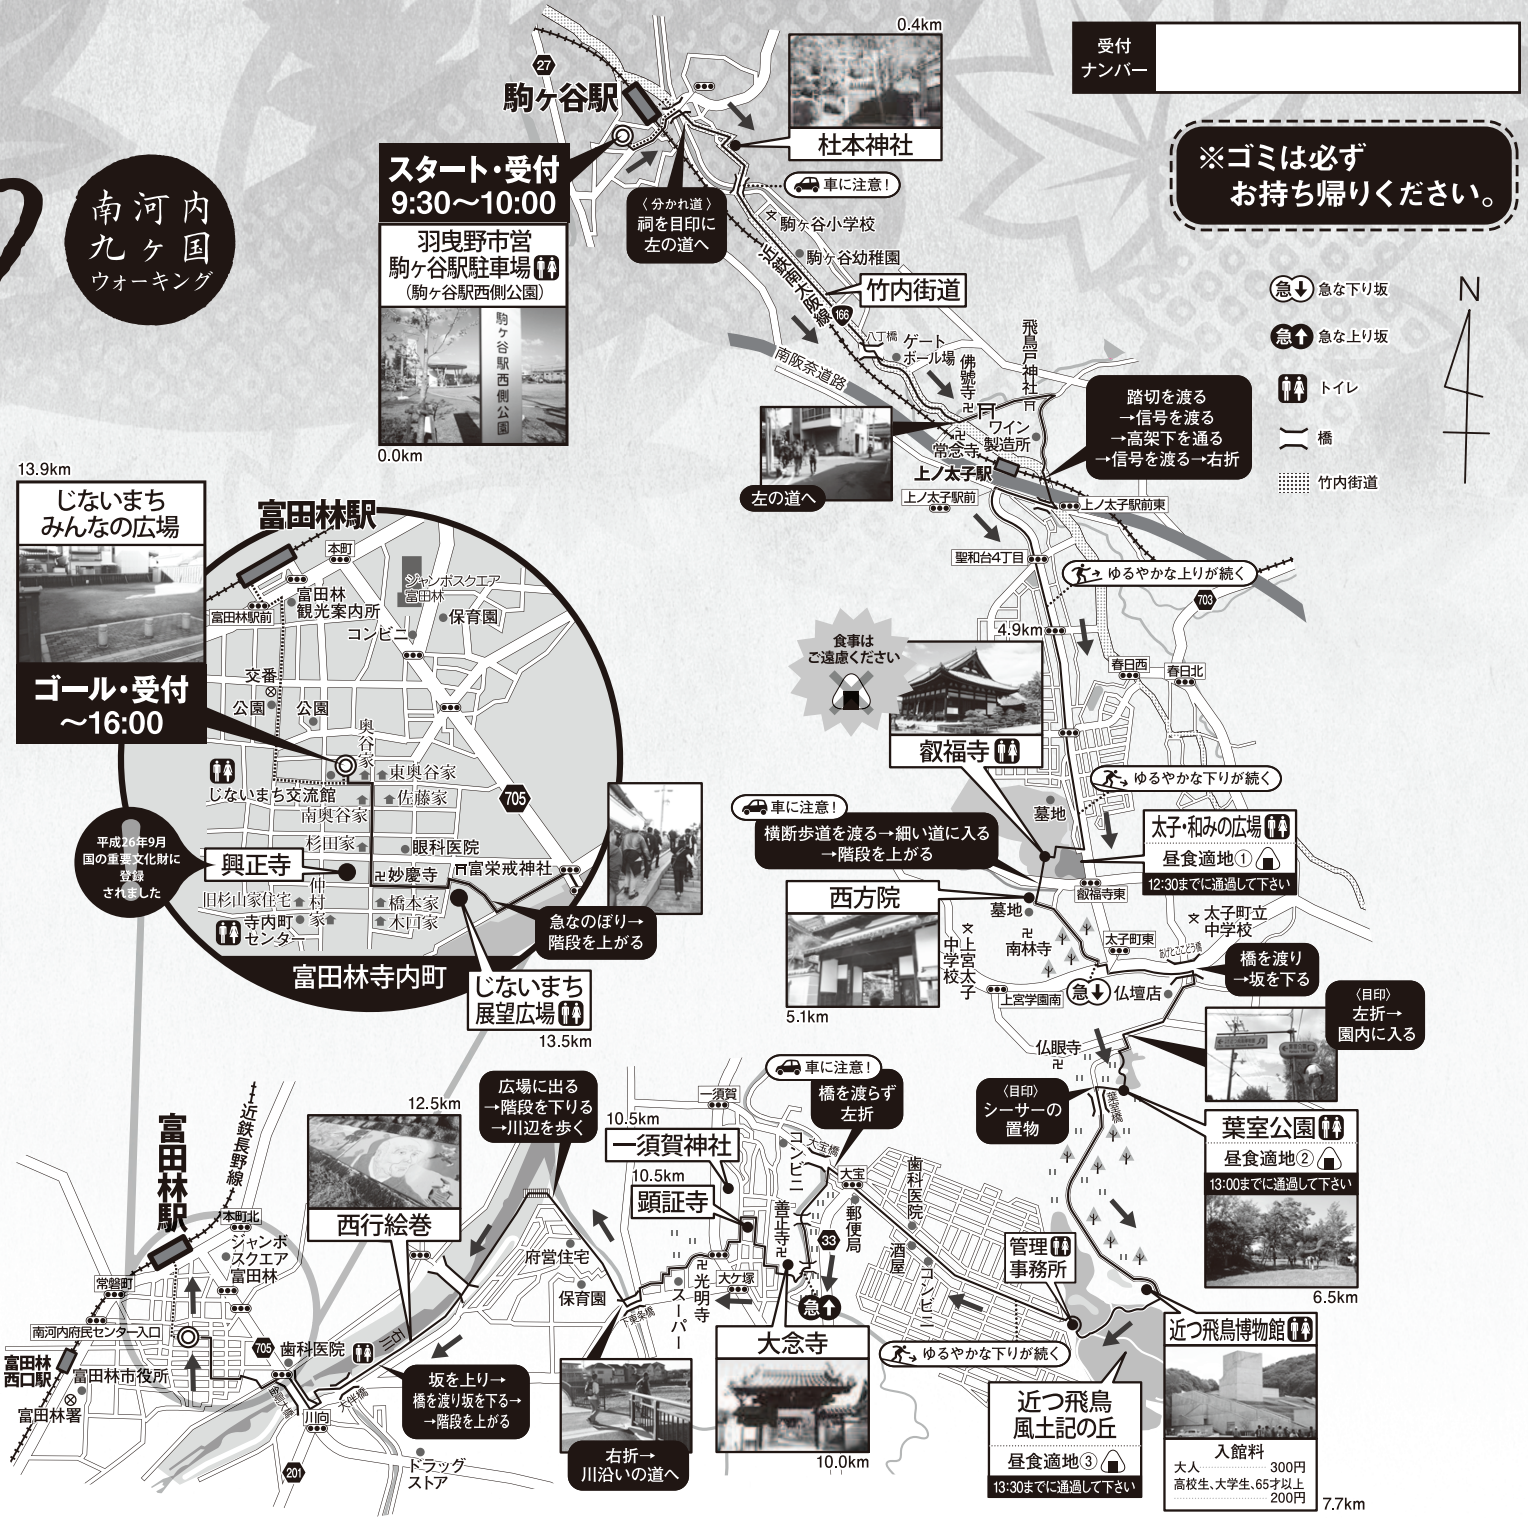 南河内
九ヶ国
ウォーキング
受付
ナンバー
※ゴミは必ず
お持ち帰りください。
急↓ 急な下り坂
急↑ 急な上り坂
トイレ
橋
竹内街道
N
27
駒ヶ谷駅
スタート・受付
9:30〜10:00
羽曳野市営
駒ヶ谷駅駐車場
(駒ヶ谷駅西側公園)
駒ヶ谷駅西側公園
0.0km
0.4km
杜本神社
〈分かれ道〉
祠を目印に
左の道へ
車に注意!
駒ヶ谷小学校
駒ヶ谷幼稚園
近鉄南大阪線
竹内街道
166
八丁橋
ゲート
ボール場
南阪奈道路
佛號寺
飛鳥戸神社
ワイン
製造所
常念寺
上ノ太子駅
左の道へ
踏切を渡る
→信号を渡る
→高架下を通る
→信号を渡る→右折
上ノ太子駅前
上ノ太子駅前東
聖和台4丁目
ゆるやかな上りが続く
703
食事は
ご遠慮ください
4.9km
叡福寺
春日西
春日北
ゆるやかな下りが続く
墓地
太子・和みの広場
昼食適地①
12:30までに通過して下さい
車に注意!
横断歩道を渡る→細い道に入る
→階段を上がる
叡福寺東
西方院
5.1km
墓地
南林寺
上宮太子
中学校
太子町立
中学校
太子町東
あげとここどう橋
橋を渡り
→坂を下る
上宮学園南
急↓
仏壇店
〈目印〉
左折→
園内に入る
仏眼寺
〈目印〉
シーサーの
置物
葉室橋
葉室公園
昼食適地②
13:00までに通過して下さい
6.5km
近つ飛鳥博物館
入館料
大人 300円
高校生、大学生、65才以上
200円
7.7km
管理
事務所
近つ飛鳥
風土記の丘
昼食適地③
13:30までに通過して下さい
ゆるやかな下りが続く
歯科医院
酒屋
コンビニ
郵便局
33
大宝
大宝橋
コンビニ
車に注意!
橋を渡らず
左折
一須賀
善正寺
急↑
大念寺
10.0km
10.5km
一須賀神社
10.5km
顕証寺
大ケ塚
光明寺
スーパー
右折→
川沿いの道へ
保育園
府営住宅
広場に出る
→階段を下りる
→川辺を歩く
12.5km
西行絵巻
石川
坂を上り→
橋を渡り坂を下る→
→階段を上がる
大伴橋
川向
201
ドラッグ
ストア
705
歯科医院
富田林駅
近鉄長野線
本町北
ジャンボ
スクエア
富田林
常磐町
南河内府民センター入口
富田林
西口駅
富田林市役所
富田林署
13.9km
じないまち
みんなの広場
ゴール・受付
〜16:00
富田林駅
本町
富田林駅前
富田林
観光案内所
ジャンボスクエア
富田林
コンビニ
保育園
交番
公園
公園
奥谷家
東奥谷家
じないまち交流館
南奥谷家
佐藤家
705
杉田家
眼科医院
興正寺
平成26年9月
国の重要文化財に
登録
されました
妙慶寺
富栄戒神社
旧杉山家住宅
仲村家
橋本家
木口家
寺内町
センター
急なのぼり→
階段を上がる
富田林寺内町
じないまち
展望広場
13.5km